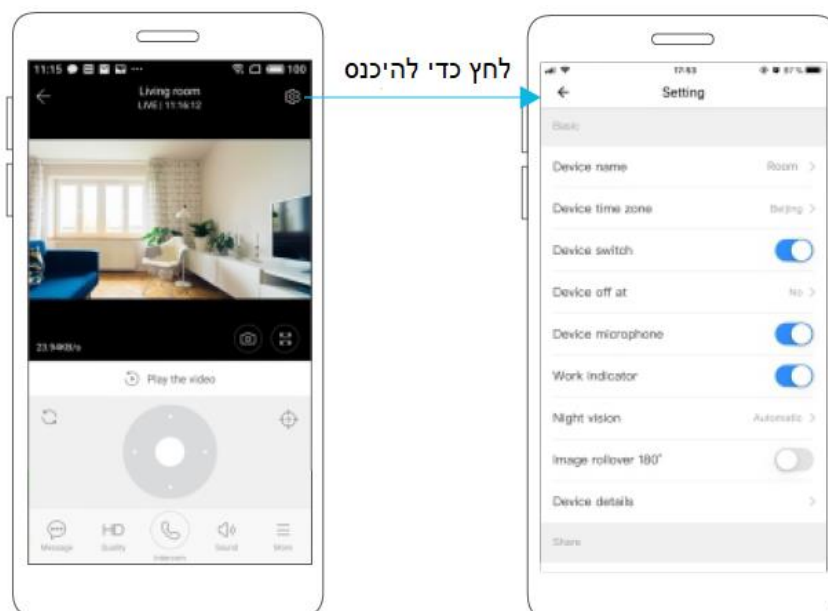 לחץ כדי להיכנס
11:15 100
Living room
LIVE | 11:16:12
23.94KB/s
Play the video
HD
Message Quality Intercom Sound More
17:53 87%
Setting
Basic
Device name Room
Device time zone Beijing
Device switch
Device off at No
Device microphone
Work indicator
Night vision Automatic
Image rollover 180°
Device details
Share